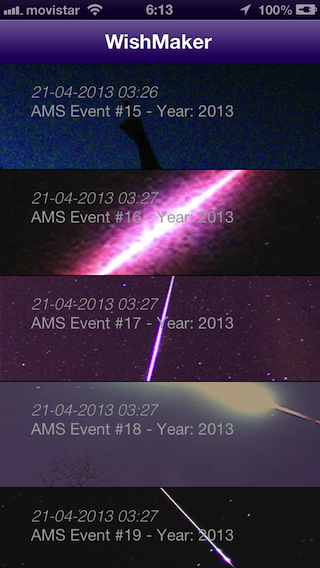 movistar 6:13 100%
WishMaker
21-04-2013 03:26
AMS Event #15 - Year: 2013
21-04-2013 03:27
AMS Event #16 - Year: 2013
21-04-2013 03:27
AMS Event #17 - Year: 2013
21-04-2013 03:27
AMS Event #18 - Year: 2013
21-04-2013 03:27
AMS Event #19 - Year: 2013